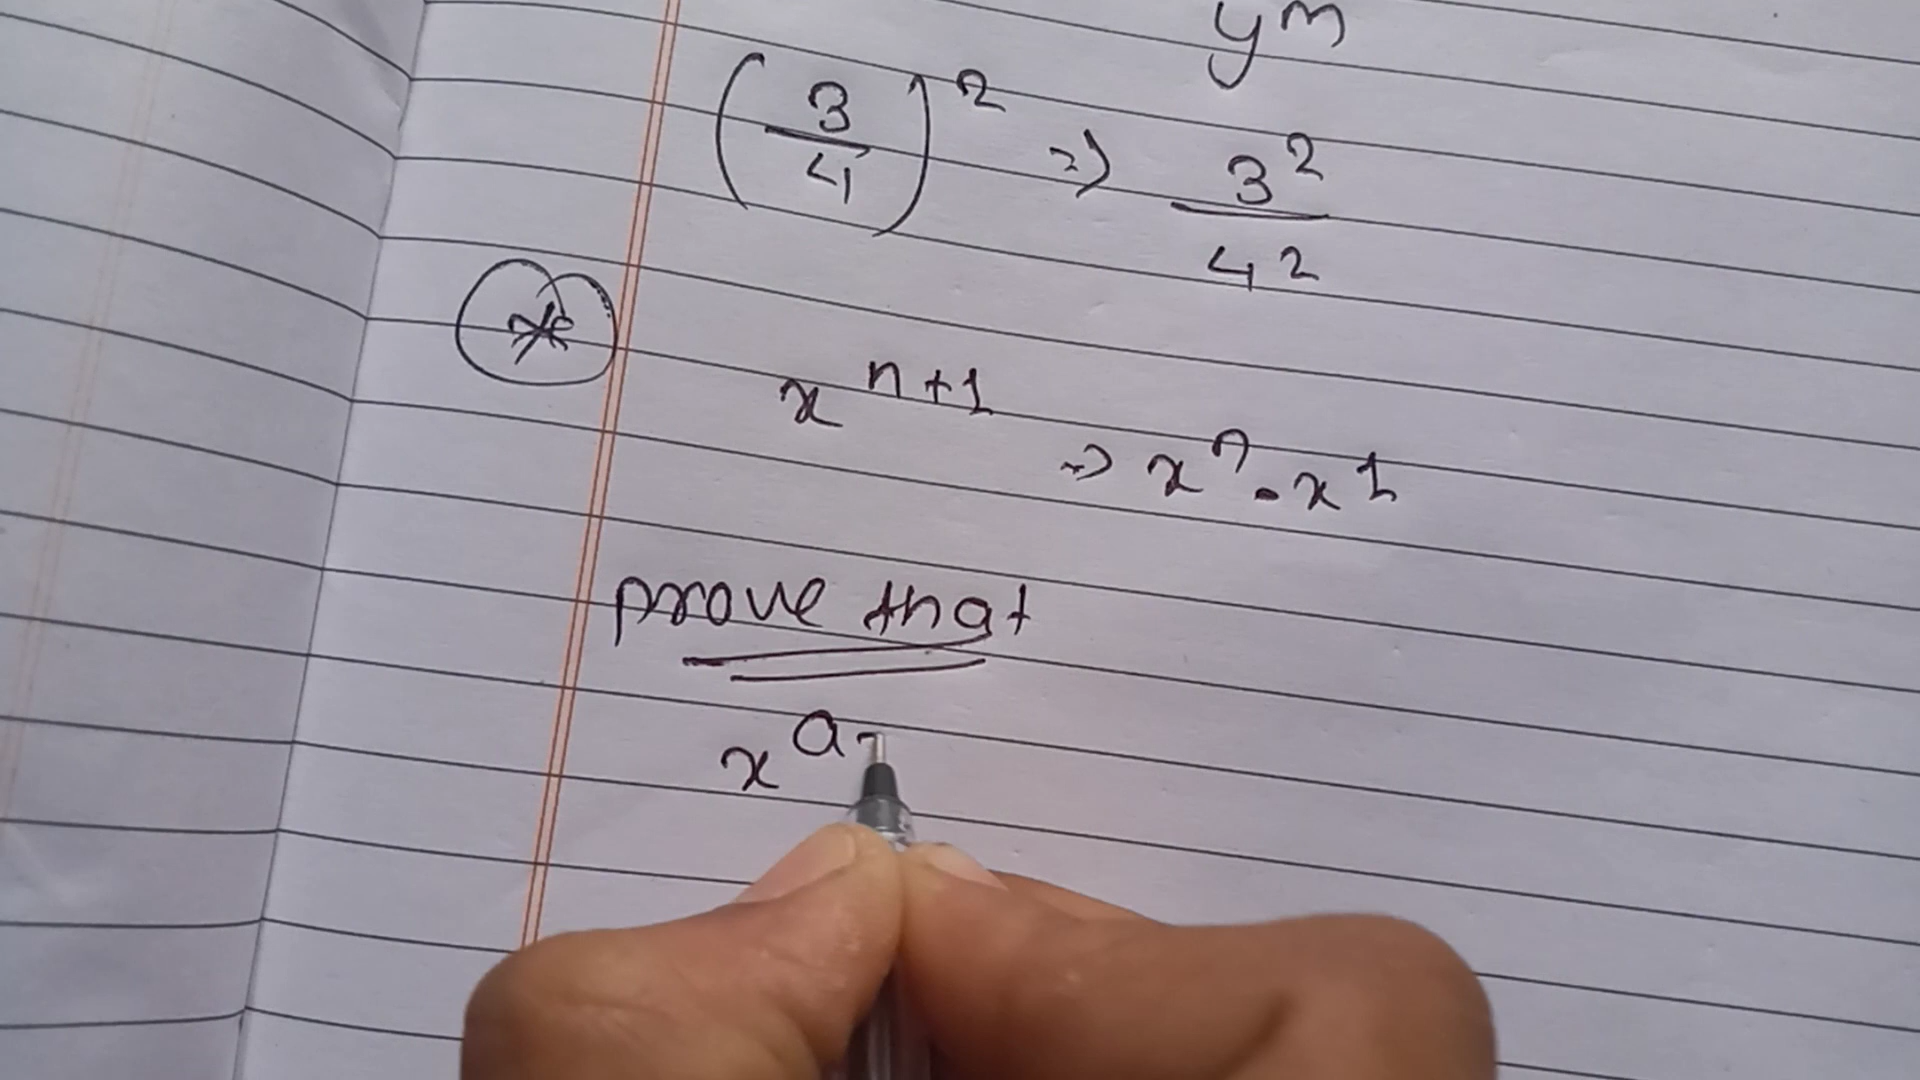 y^m
(3/4)^2 => 3^2/4^2
*
x^{n+1}
=> x^n . x^1
prove that
x^{a-